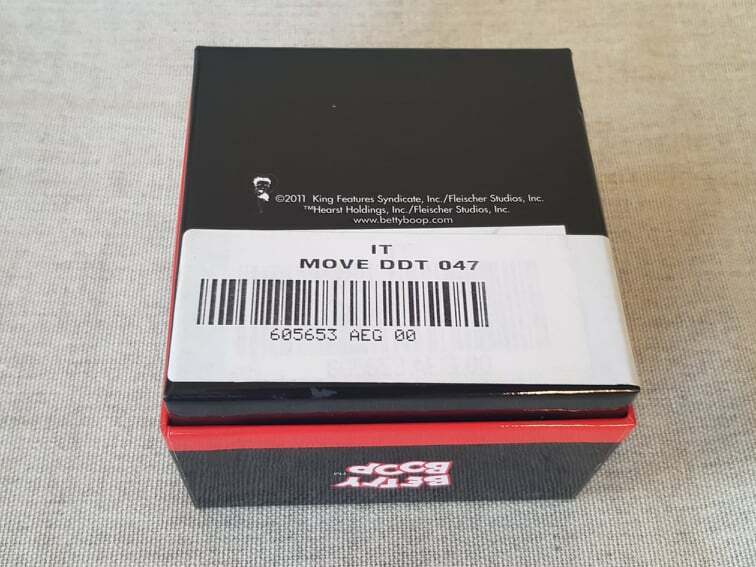 ©2011 King Features Syndicate, Inc./Fleischer Studios, Inc.
™Hearst Holdings, Inc./Fleischer Studios, Inc.
www.bettyboop.com
IT
MOVE DDT 047
605653 AEG 00
BETTY
BOOP™